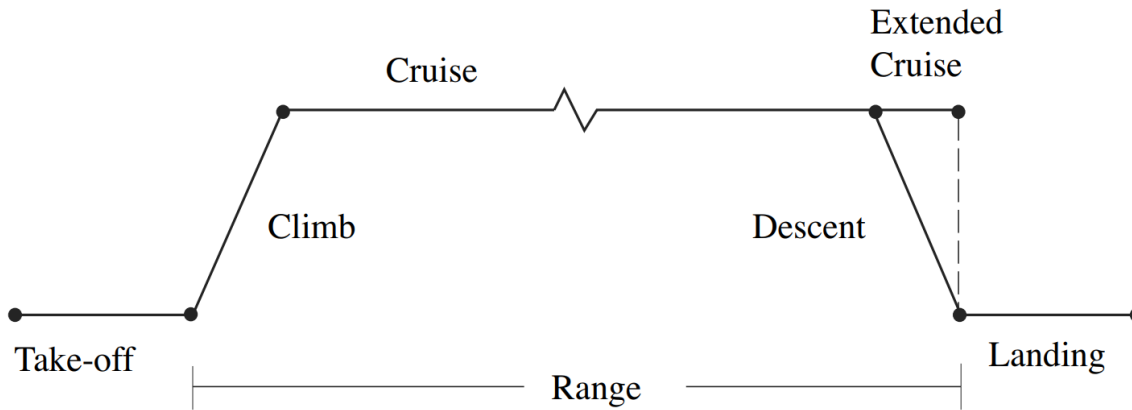 Extended
Cruise
Cruise
Climb
Descent
Take-off
Landing
Range